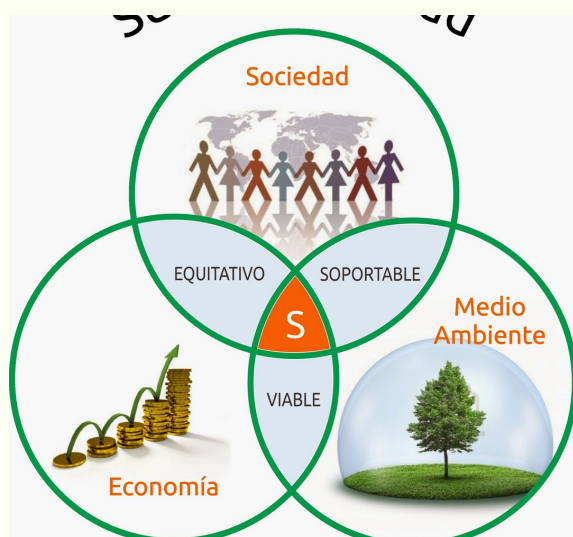 Sociedad
EQUITATIVO
SOPORTABLE
S
Medio
Ambiente
VIABLE
Economía